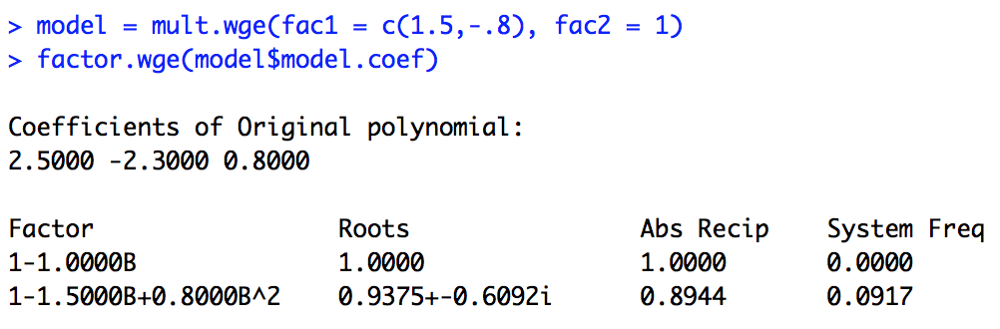 > model = mult.wge(fac1 = c(1.5,-.8), fac2 = 1)
> factor.wge(model$model.coef)
Coefficients of Original polynomial:
2.5000 -2.3000 0.8000
Factor Roots Abs Recip System Freq
1-1.0000B 1.0000 1.0000 0.0000
1-1.5000B+0.8000B^2 0.9375+-0.6092i 0.8944 0.0917